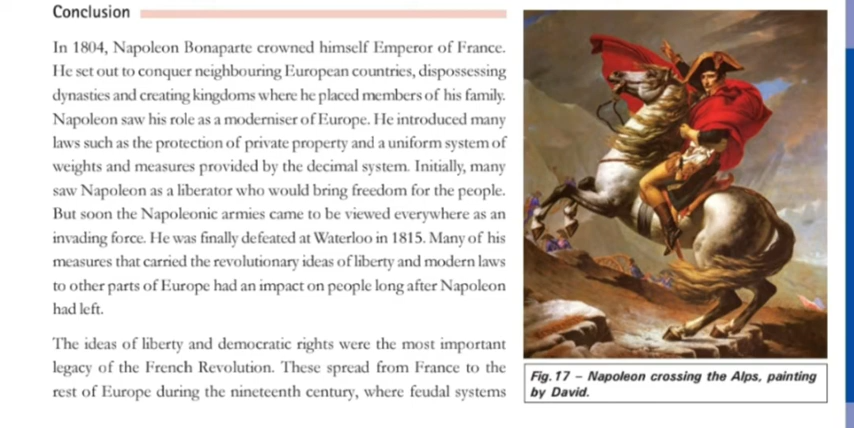 Conclusion
In 1804, Napoleon Bonaparte crowned himself Emperor of France.
He set out to conquer neighbouring European countries, dispossessing
dynasties and creating kingdoms where he placed members of his family.
Napoleon saw his role as a moderniser of Europe. He introduced many
laws such as the protection of private property and a uniform system of
weights and measures provided by the decimal system. Initially, many
saw Napoleon as a liberator who would bring freedom for the people.
But soon the Napoleonic armies came to be viewed everywhere as an
invading force. He was finally defeated at Waterloo in 1815. Many of his
measures that carried the revolutionary ideas of liberty and modern laws
to other parts of Europe had an impact on people long after Napoleon
had left.
The ideas of liberty and democratic rights were the most important
legacy of the French Revolution. These spread from France to the
rest of Europe during the nineteenth century, where feudal systems
Fig.17 – Napoleon crossing the Alps, painting
by David.